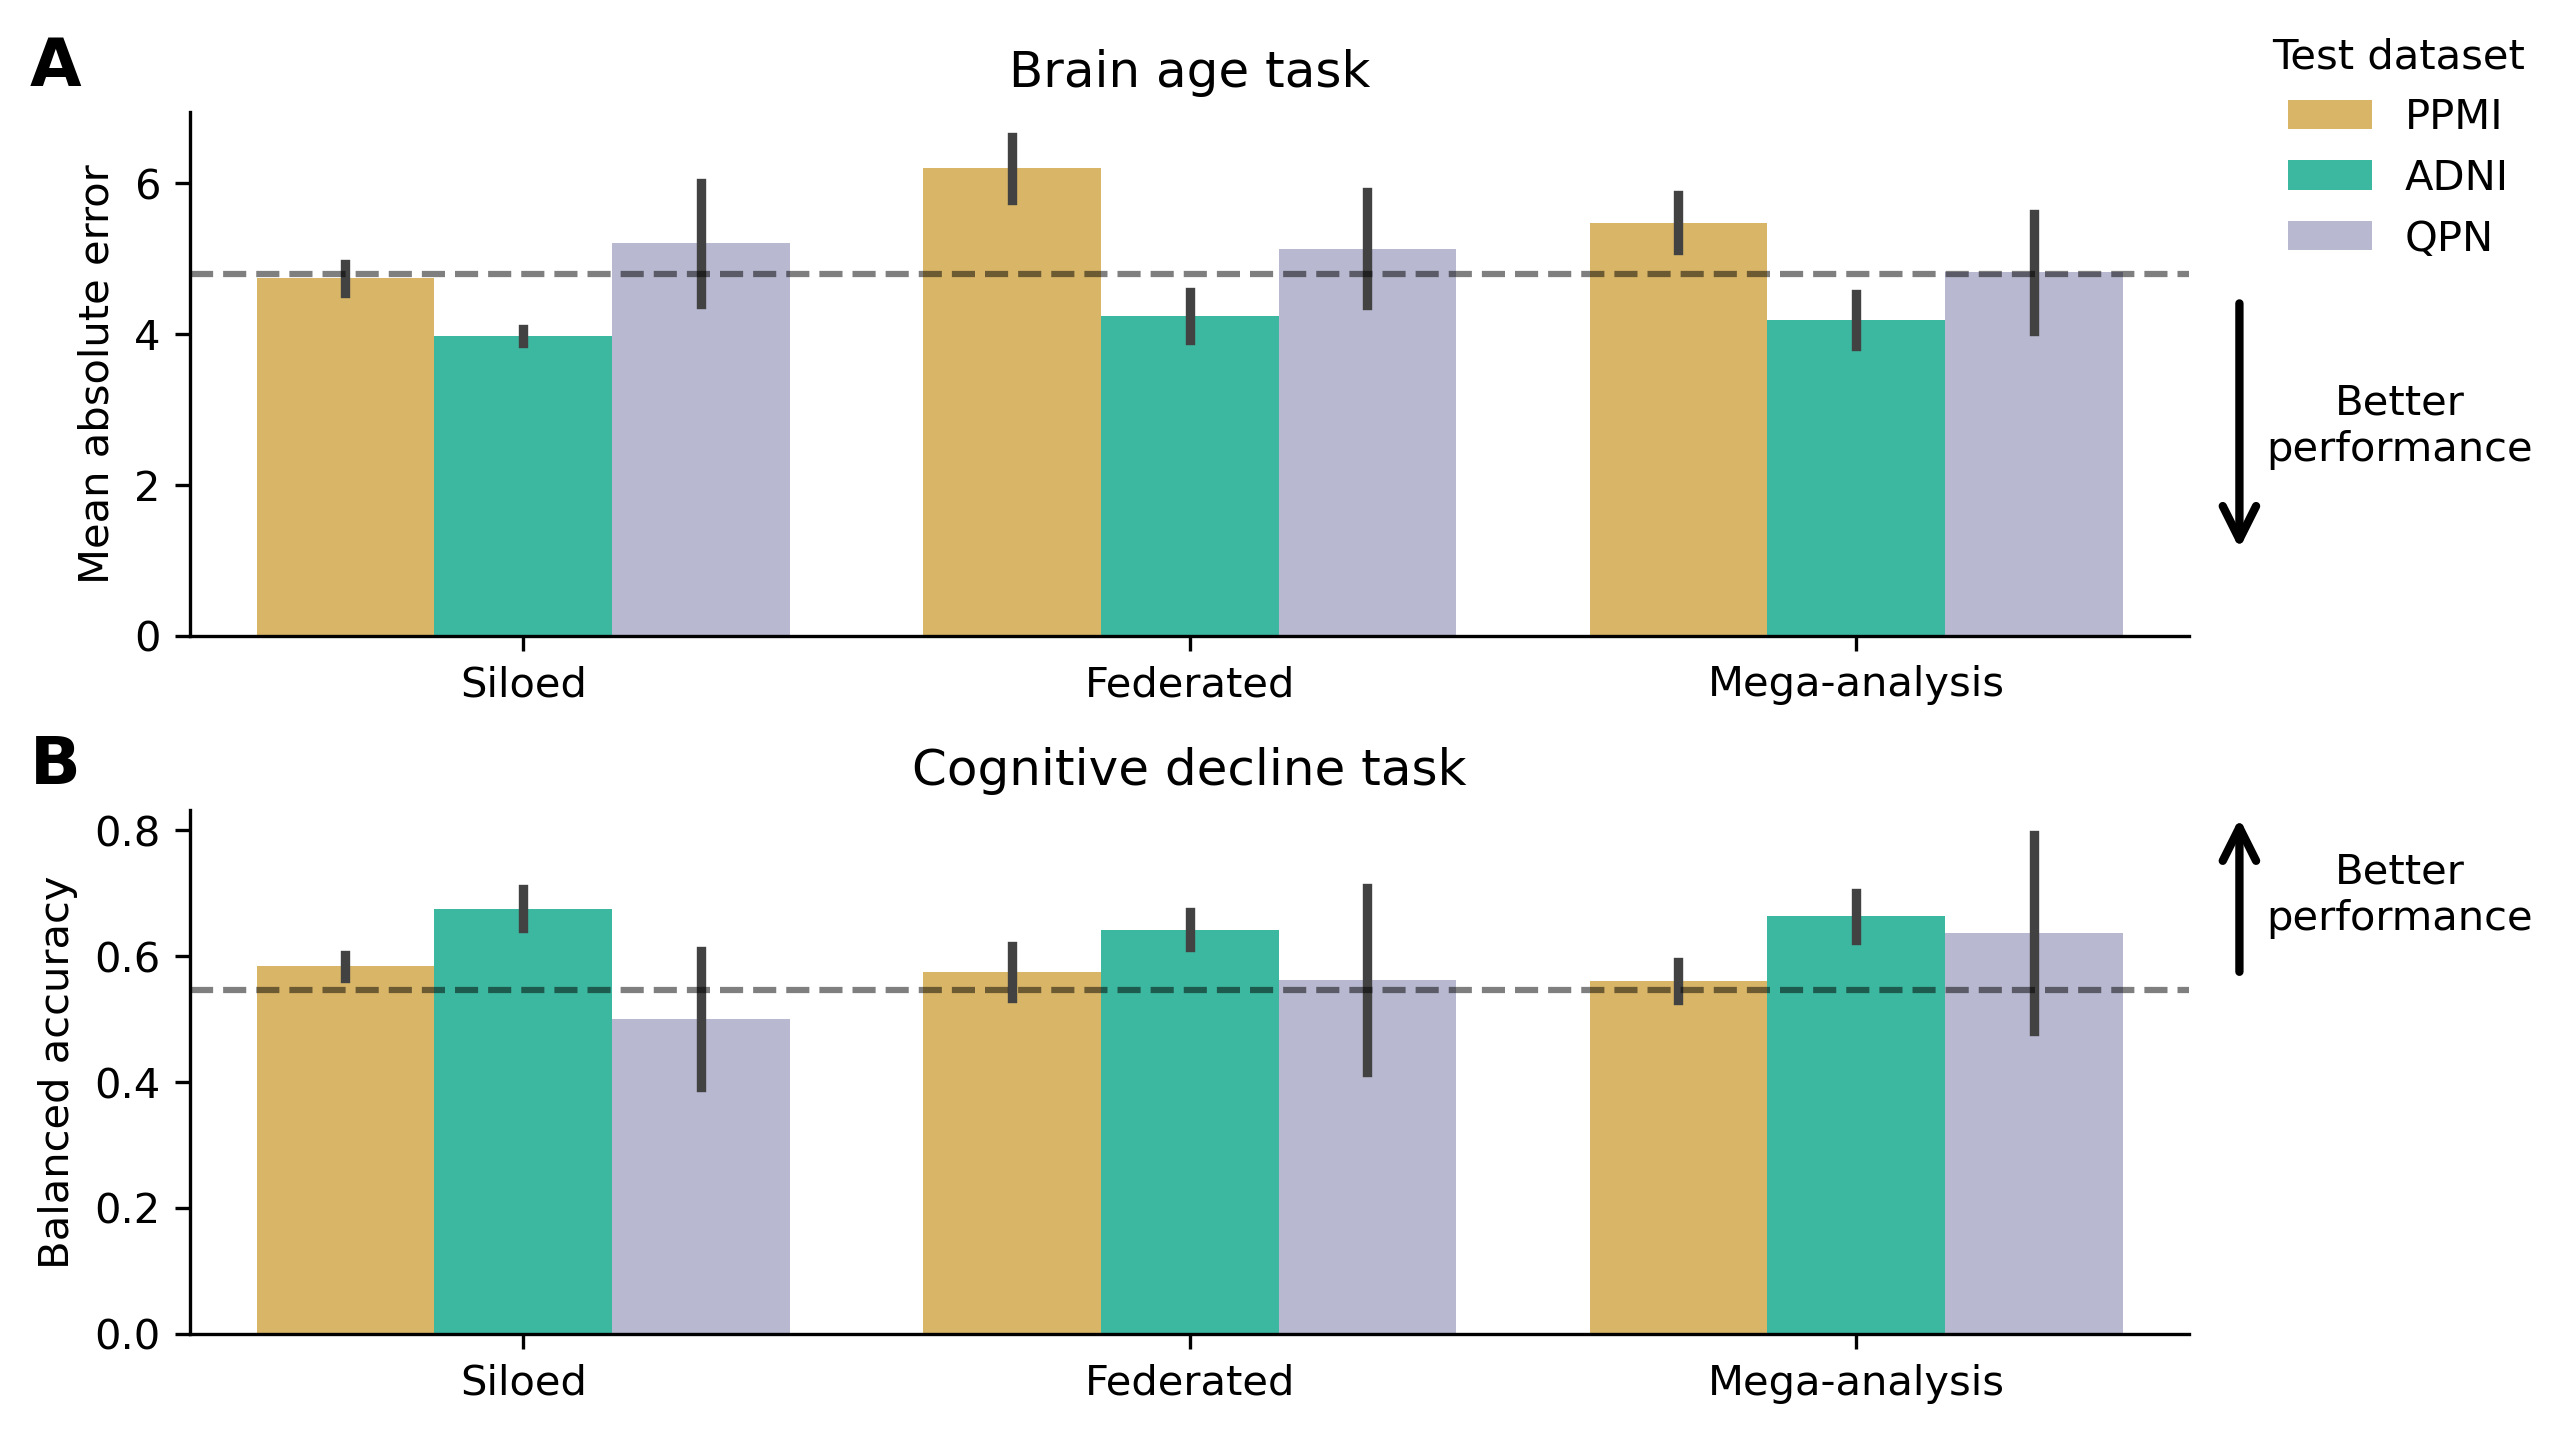 A
Brain age task
Mean absolute error
6
4
2
0
Siloed
Federated
Mega-analysis
Test dataset
PPMI
ADNI
QPN
Better
performance
B
Cognitive decline task
Balanced accuracy
0.8
0.6
0.4
0.2
0.0
Siloed
Federated
Mega-analysis
Better
performance